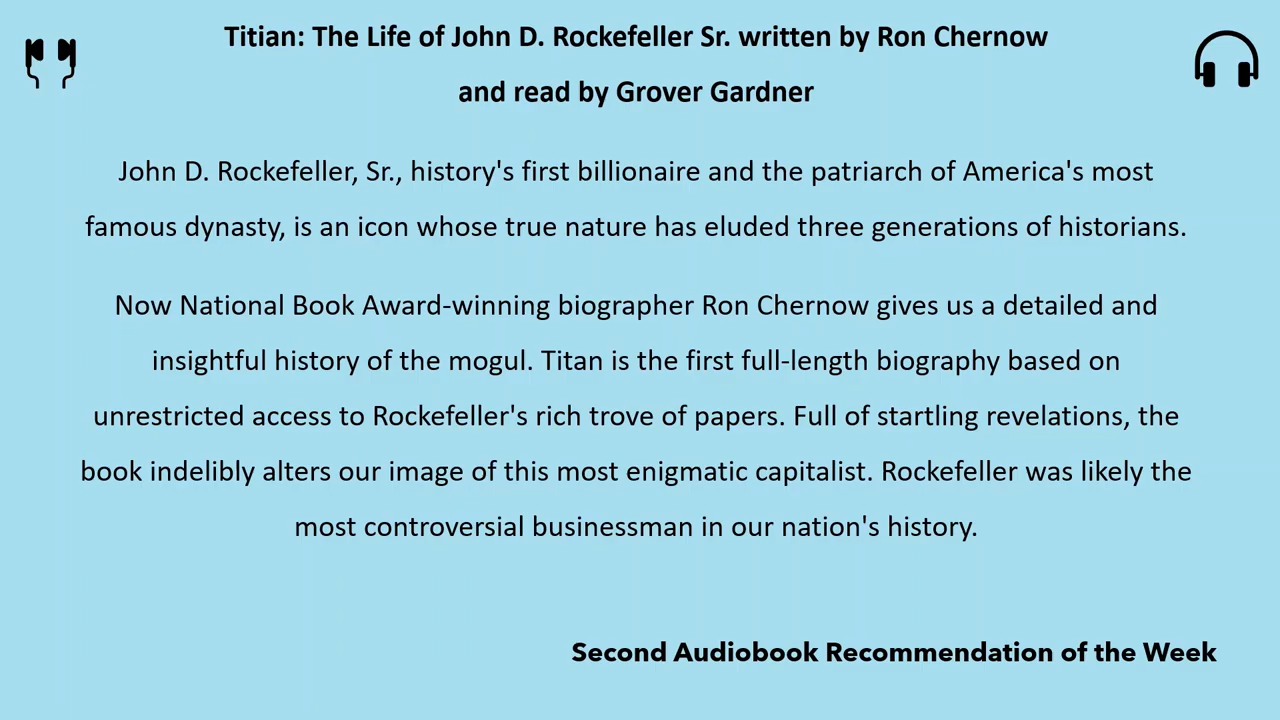 Titian: The Life of John D. Rockefeller Sr. written by Ron Chernow
and read by Grover Gardner
John D. Rockefeller, Sr., history's first billionaire and the patriarch of America's most
famous dynasty, is an icon whose true nature has eluded three generations of historians.
Now National Book Award-winning biographer Ron Chernow gives us a detailed and
insightful history of the mogul. Titan is the first full-length biography based on
unrestricted access to Rockefeller's rich trove of papers. Full of startling revelations, the
book indelibly alters our image of this most enigmatic capitalist. Rockefeller was likely the
most controversial businessman in our nation's history.
Second Audiobook Recommendation of the Week